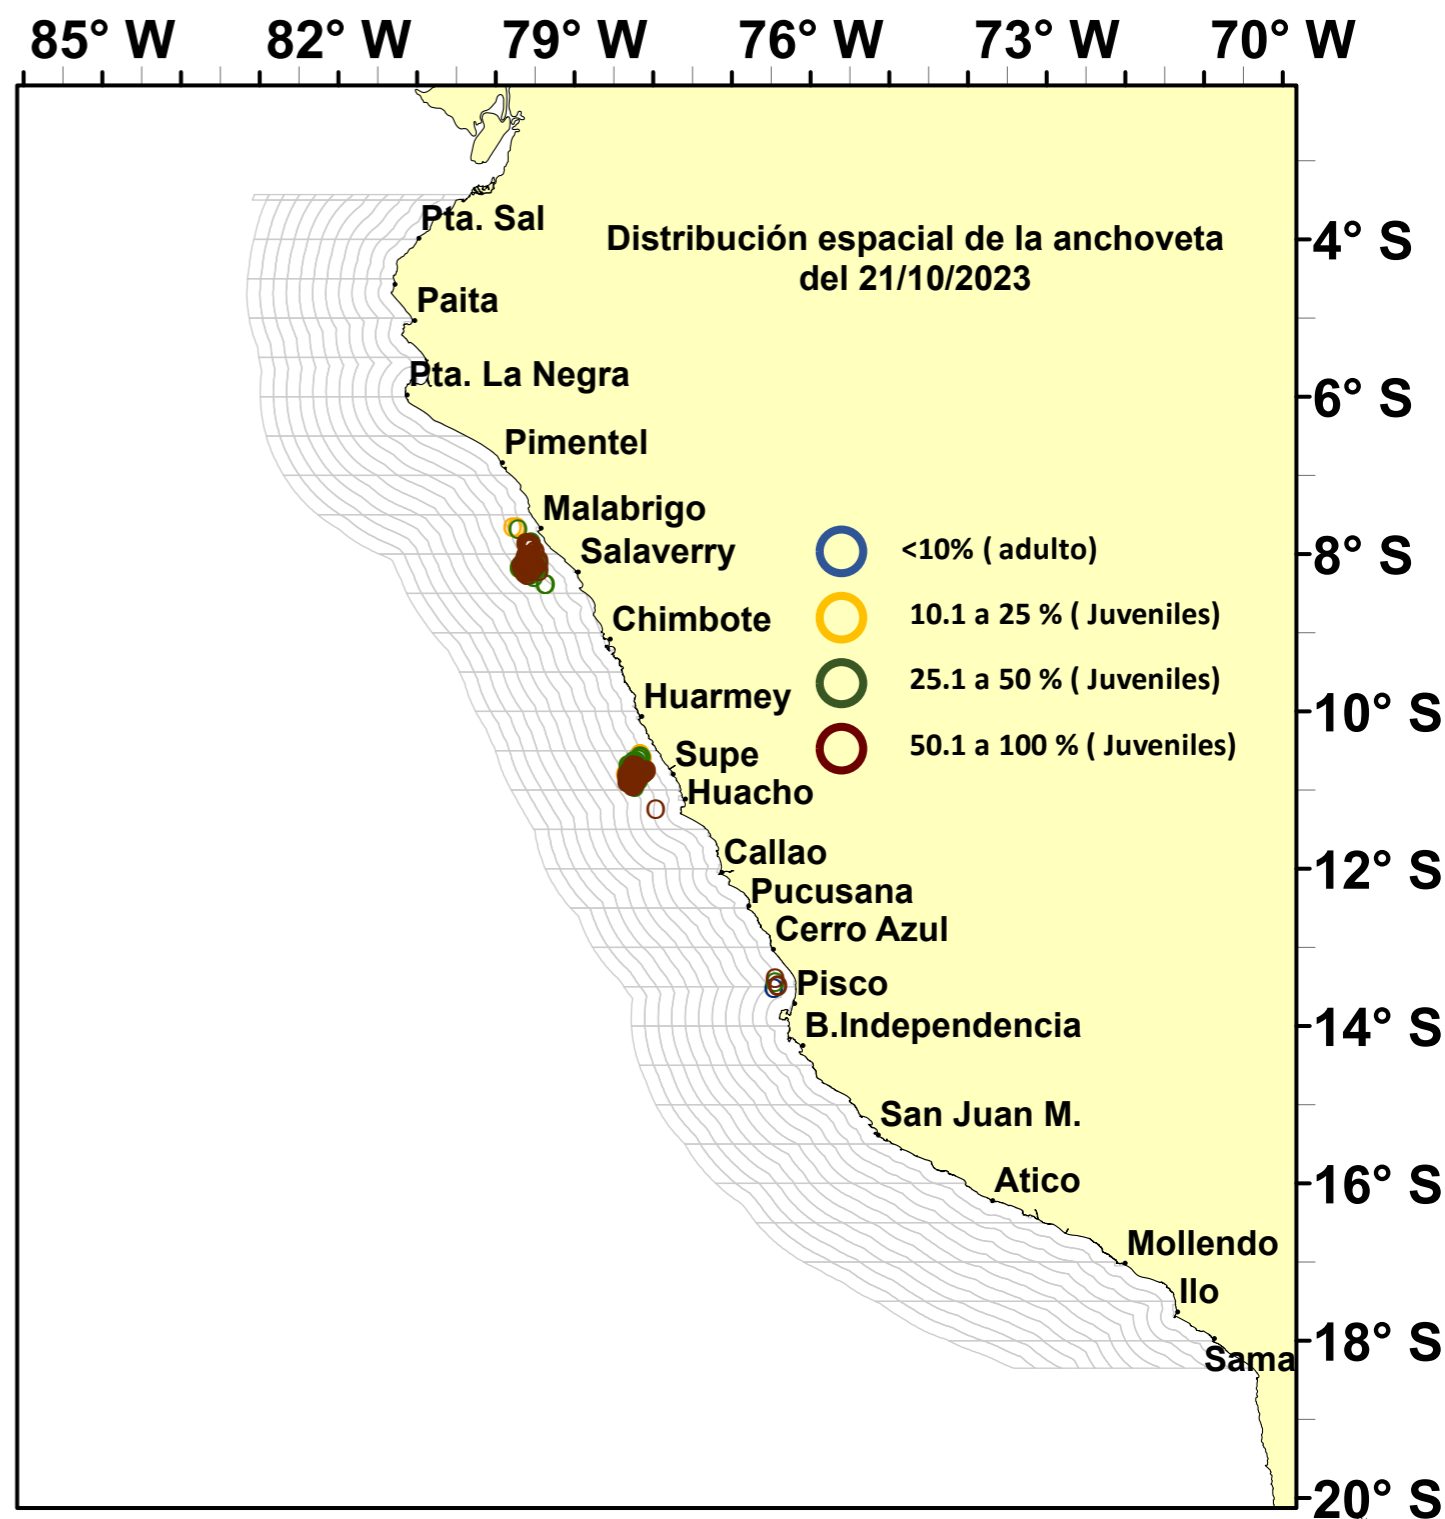 85° W 82° W 79° W 76° W 73° W 70° W
Pta. Sal
Distribución espacial de la anchoveta
del 21/10/2023
4° S
Paita
Pta. La Negra
6° S
Pimentel
Malabrigo
Salaverry
<10% ( adulto)
8° S
Chimbote
10.1 a 25 % ( Juveniles)
25.1 a 50 % ( Juveniles)
Huarmey
10° S
50.1 a 100 % ( Juveniles)
Supe
Huacho
Callao
12° S
Pucusana
Cerro Azul
Pisco
B.Independencia
14° S
San Juan M.
Atico
16° S
Mollendo
Ilo
18° S
Sama
20° S